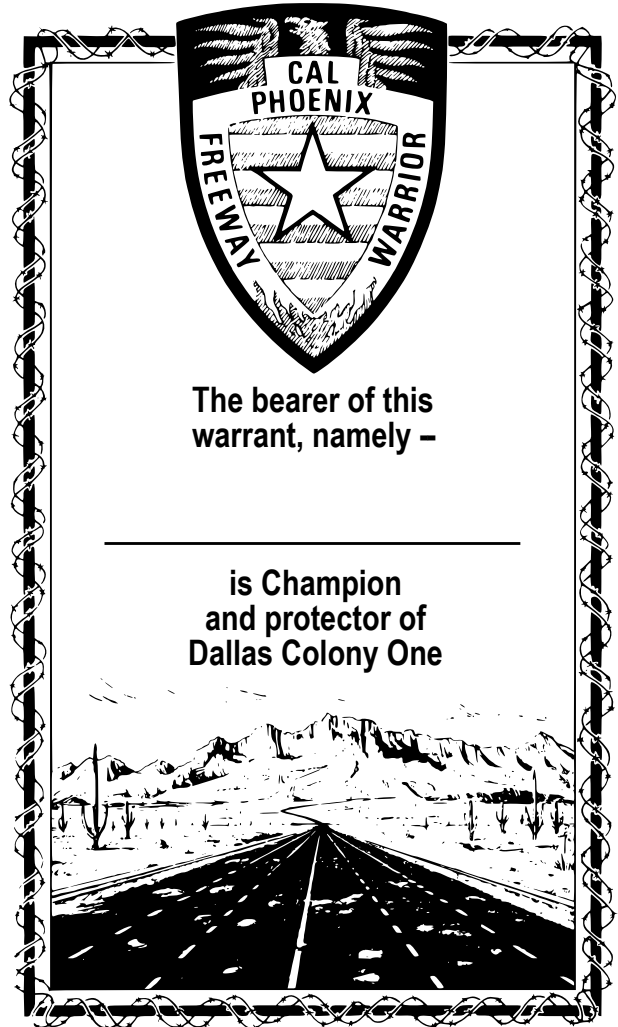 CAL
PHOENIX
FREEWAY
WARRIOR
The bearer of this
warrant, namely –
is Champion
and protector of
Dallas Colony One